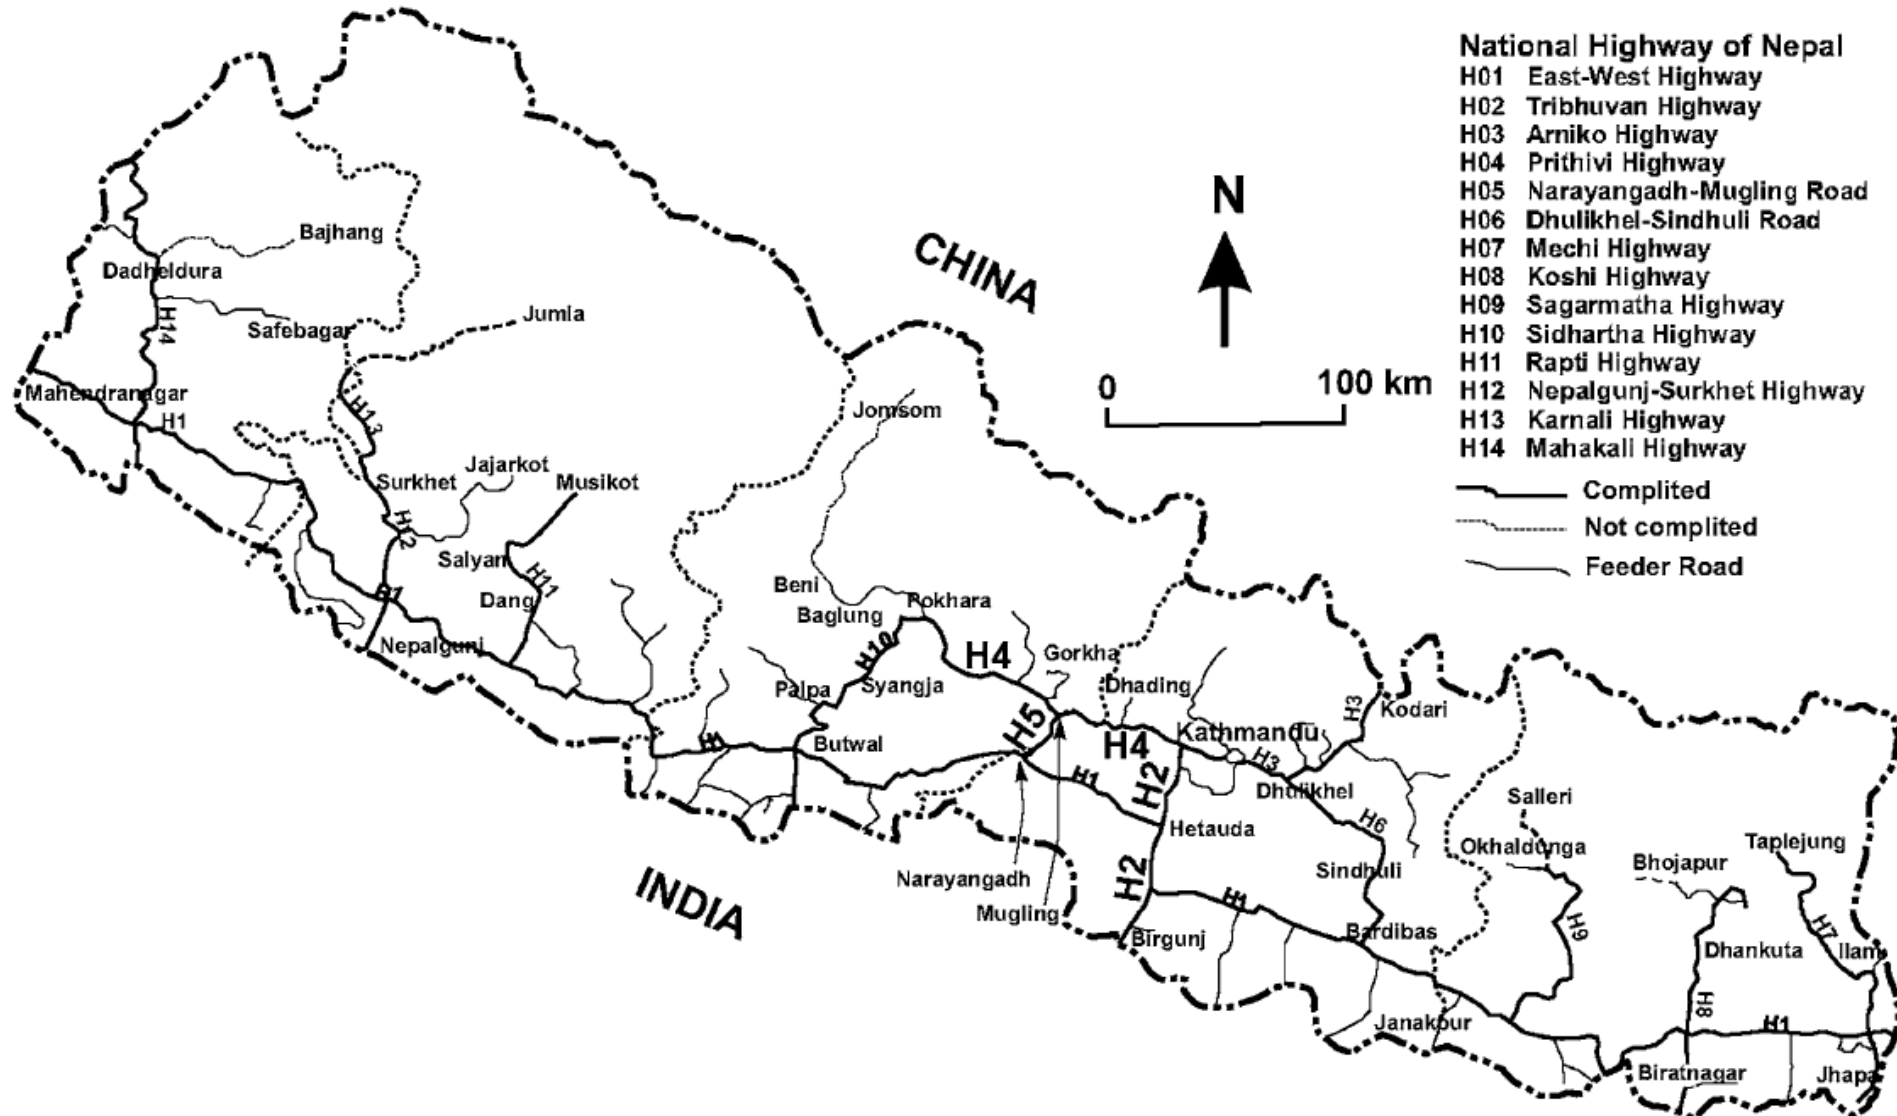 National Highway of Nepal
H01 East-West Highway
H02 Tribhuvan Highway
H03 Arniko Highway
H04 Prithivi Highway
H05 Narayangadh-Mugling Road
H06 Dhulikhel-Sindhuli Road
H07 Mechi Highway
H08 Koshi Highway
H09 Sagarmatha Highway
H10 Sidhartha Highway
H11 Rapti Highway
H12 Nepalgunj-Surkhet Highway
H13 Karnali Highway
H14 Mahakali Highway
Complited
Not complited
Feeder Road
N
0
100 km
CHINA
INDIA
Bajhang
Dadheldura
H14
Safebagar
Jumla
Mahendranagar
H1
H13
Jomsom
Surkhet
Jajarkot
Musikot
H12
Salyan
H11
H1
Dang
Nepalgunj
Beni
Baglung
Pokhara
H10
H4
Gorkha
Palpa
Syangja
Dhading
H5
H1
Butwal
H4
Kathmandu
H3
Kodari
H3
H1
H2
Dhulikhel
Hetauda
H6
Salleri
Okhaldunga
Narayangadh
Mugling
H2
Sindhuli
H1
Bhojapur
Taplejung
Birgunj
Bardibas
H9
Dhankuta
H7
Ilam
H8
H1
Janakpur
Biratnagar
Jhapa